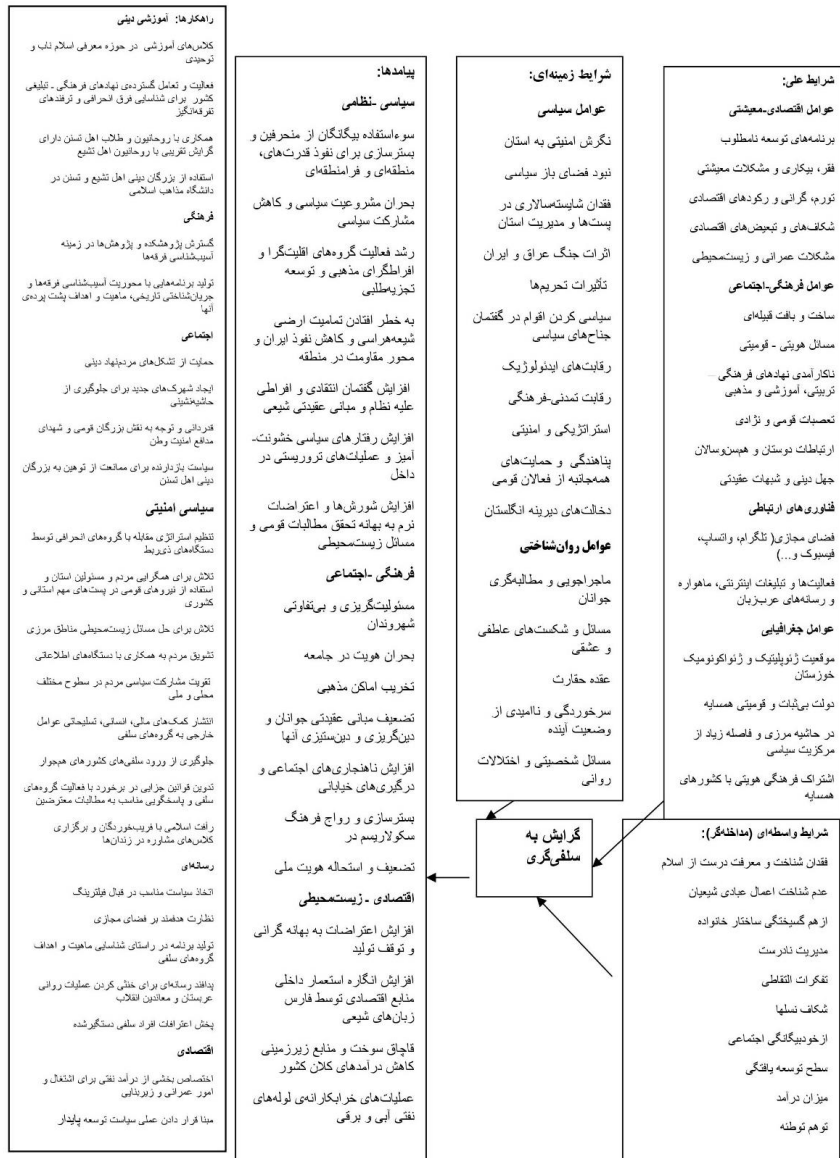 شرایط علی:
عوامل اقتصادی-معیشتی
برنامه‌های توسعه نامطلوب
فقر، بیکاری و مشکلات معیشتی
تورم، گرانی و رکودهای اقتصادی
شکاف‌های و تبعیض‌های اقتصادی
مشکلات عمرانی و زیست‌محیطی
عوامل فرهنگی-اجتماعی
ساخت و بافت قبیله‌ای
مسائل هویتی - قومیتی
ناکارآمدی نهادهای فرهنگی –
تربیتی، آموزشی و مذهبی
تعصبات قومی و نژادی
ارتباطات دوستان و هم‌سن‌وسالان
جهل دینی و شبهات عقیدتی
فناوری‌های ارتباطی
فضای مجازی( تلگرام، واتساپ،
فیسبوک و...)
فعالیت‌ها و تبلیغات اینترنتی، ماهواره
و رسانه‌های عرب‌زبان
عوامل جغرافیایی
موقعیت ژئوپلیتیک و ژئواکونومیک
خوزستان
دولت بی‌ثبات و قومیتی همسایه
در حاشیه مرزی و فاصله زیاد از
مرکزیت سیاسی
اشتراک فرهنگی هویتی با کشورهای
همسایه
شرایط واسطه‌ای (مداخله‌گر):
فقدان شناخت و معرفت درست از اسلام
عدم شناخت اعمال عبادی شیعیان
ازهم گسیختگی ساختار خانواده
مدیریت نادرست
تفکرات التقاطی
شکاف نسلها
ازخودبیگانگی اجتماعی
سطح توسعه یافتگی
میزان درآمد
توهم توطئه
شرایط زمینه‌ای:
عوامل سیاسی
نگرش امنیتی به استان
نبود فضای باز سیاسی
فقدان شایسته‌سالاری در
پست‌ها و مدیریت استان
اثرات جنگ عراق و ایران
تأثیرات تحریم‌ها
سیاسی کردن اقوام در گفتمان
جناح‌های سیاسی
رقابت‌های ایدئولوژیک
رقابت تمدنی-فرهنگی
استراتژیکی و امنیتی
پناهندگی و حمایت‌های
همه‌جانبه از فعالان قومی
دخالت‌های دیرینه انگلستان
عوامل روان‌شناختی
ماجراجویی و مطالبه‌گری
جوانان
مسائل و شکست‌های عاطفی
و عشقی
عقده حقارت
سرخوردگی و ناامیدی از
وضعیت آینده
مسائل شخصیتی و اختلالات
روانی
گرایش به
سلفی‌گری
پیامدها:
سیاسی -نظامی
سوءاستفاده بیگانگان از منحرفین و
بسترسازی برای نفوذ قدرت‌های،
منطقه‌ای و فرامنطقه‌ای
بحران مشروعیت سیاسی و کاهش
مشارکت سیاسی
رشد فعالیت گروه‌های اقلیت‌گرا و
افراطگرای مذهبی و توسعه
تجزیه‌طلبی
به خطر افتادن تمامیت ارضی
شیعه‌هراسی و کاهش نفوذ ایران و
محور مقاومت در منطقه
افزایش گفتمان انتقادی و افراطی
علیه نظام و مبانی عقیدتی شیعی
افزایش رفتارهای سیاسی خشونت-
آمیز و عملیات‌های تروریستی در
داخل
افزایش شورش‌ها و اعتراضات
نرم به بهانه تحقق مطالبات قومی و
مسائل زیست‌محیطی
فرهنگی -اجتماعی
مسئولیت‌گریزی و بی‌تفاوتی
شهروندان
بحران هویت در جامعه
تخریب اماکن مذهبی
تضعیف مبانی عقیدتی جوانان و
دین‌گریزی و دین‌ستیزی آنها
افزایش ناهنجاری‌های اجتماعی و
درگیری‌های خیابانی
بسترسازی و رواج فرهنگ
سکولاریسم در
تضعیف و استحاله هویت ملی
اقتصادی - زیست‌محیطی
افزایش اعتراضات به بهانه گرانی
و توقف تولید
افزایش انگاره استعمار داخلی
منابع اقتصادی توسط فارس
زبان‌های شیعی
قاچاق سوخت و منابع زیرزمینی
کاهش درآمدهای کلان کشور
عملیات‌های خرابکارانه‌ی لوله‌های
نفتی آبی و برقی
راهکارها: آموزشی دینی
کلاس‌های آموزشی در حوزه معرفی اسلام ناب و
توحیدی
فعالیت و تعامل گسترده‌ی نهادهای فرهنگی - تبلیغی
کشور برای شناسایی فرق انحرافی و ترفندهای
تفرقه‌انگیز
همکاری با روحانیون و طلاب اهل تسنن دارای
گرایش تقریبی با روحانیون اهل تشیع
استفاده از بزرگان دینی اهل تشیع و تسنن در
دانشگاه مذاهب اسلامی
فرهنگی
گسترش پژوهشکده و پژوهش‌ها در زمینه
آسیب‌شناسی فرقه‌ها
تولید برنامه‌هایی با محوریت آسیب‌شناسی فرقه‌ها و
جریان‌شناختی تاریخی، ماهیت و اهداف پشت پرده‌ی
آنها
اجتماعی
حمایت از تشکل‌های مردم‌نهاد دینی
ایجاد شهرک‌های جدید برای جلوگیری از
حاشیه‌نشینی
قدردانی و توجه به نقش بزرگان قومی و شهدای
مدافع امنیت وطن
سیاست بازدارنده برای ممانعت از توهین به بزرگان
دینی اهل تسنن
سیاسی امنیتی
تنظیم استراتژی مقابله با گروه‌های انحرافی توسط
دستگاه‌های ذی‌ربط
تلاش برای همگرایی مردم و مسئولین استان و
استفاده از نیروهای قومی در پست‌های مهم استانی و
کشوری
تلاش برای حل مسائل زیست‌محیطی مناطق مرزی
تشویق مردم به همکاری با دستگاه‌های اطلاعاتی
تقویت مشارکت سیاسی مردم در سطوح مختلف
محلی و ملی
انتشار کمک‌های مالی، انسانی، تسلیحاتی عوامل
خارجی به گروه‌های سلفی
جلوگیری از ورود سلفی‌های کشورهای هم‌جوار
تدوین قوانین جزایی در برخورد با فعالیت گروه‌های
سلفی و پاسخگویی مناسب به مطالبات معترضین
رافت اسلامی با فریب‌خوردگان و برگزاری
کلاس‌های مشاوره در زندان‌ها
رسانه‌ای
اتخاذ سیاست مناسب در قبال فیلترینگ
نظارت هدفمند بر فضای مجازی
تولید برنامه در راستای شناسایی ماهیت و اهداف
گروه‌های سلفی
پدافند رسانه‌ای برای خنثی کردن عملیات روانی
عربستان و معاندین انقلاب
پخش اعترافات افراد سلفی دستگیرشده
اقتصادی
اختصاص بخشی از درآمد نفتی برای اشتغال و
امور عمرانی و زیربنایی
مبنا قرار دادن عملی سیاست توسعه پایدار